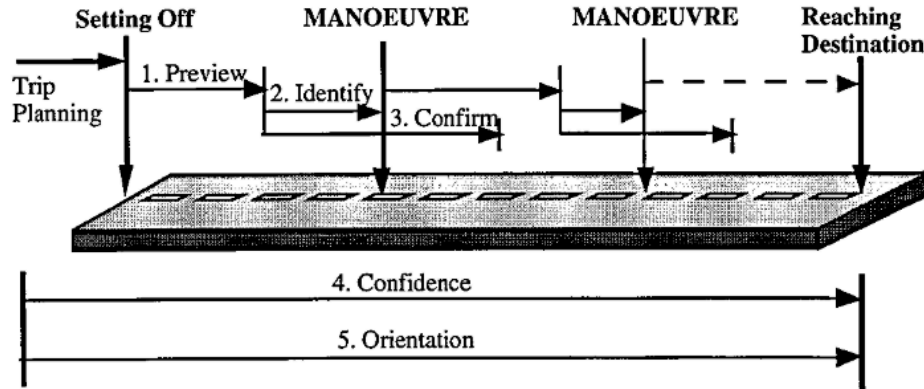 Setting Off
MANOEUVRE
MANOEUVRE
Reaching
Destination
Trip
Planning
1. Preview
2. Identify
3. Confirm
4. Confidence
5. Orientation